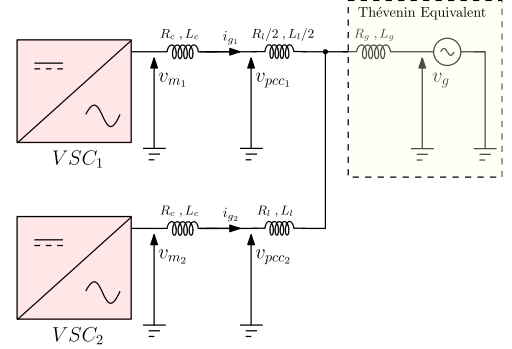 Thévenin Equivalent
R_c , L_c
i_{g_1}
R_l/2 , L_l/2
R_g , L_g
v_{m_1}
v_{pcc_1}
v_g
VSC_1
R_c , L_c
i_{g_2}
R_l , L_l
v_{m_2}
v_{pcc_2}
VSC_2